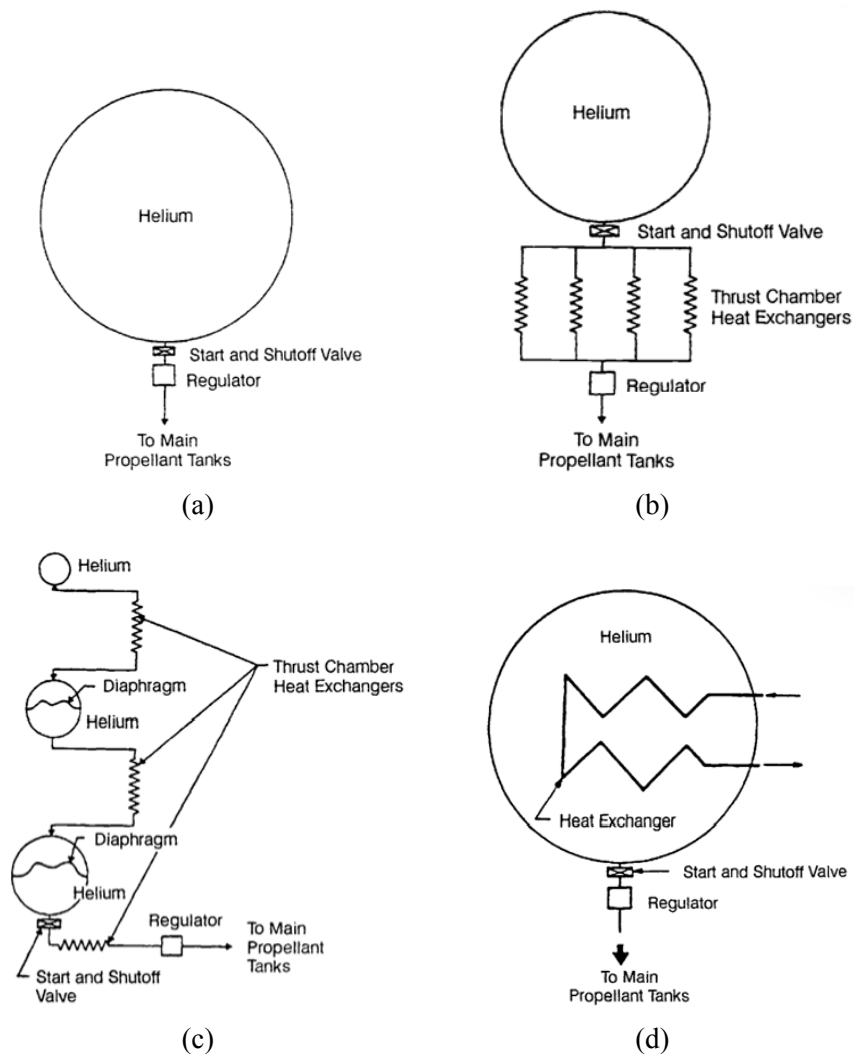 Helium
Start and Shutoff Valve
Regulator
To Main
Propellant Tanks
(a)
Helium
Start and Shutoff Valve
Thrust Chamber
Heat Exchangers
Regulator
To Main
Propellant Tanks
(b)
Helium
Thrust Chamber
Heat Exchangers
Diaphragm
Helium
Diaphragm
Helium
Regulator
To Main
Propellant
Tanks
Start and Shutoff
Valve
(c)
Helium
Heat Exchanger
Start and Shutoff Valve
Regulator
To Main
Propellant Tanks
(d)